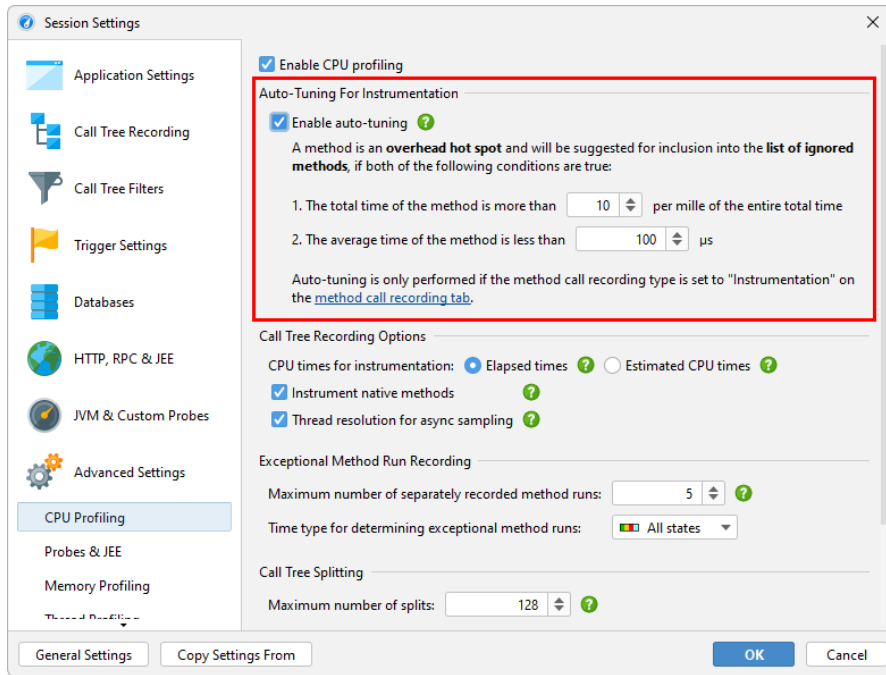 Session Settings
Application Settings
Call Tree Recording
Call Tree Filters
Trigger Settings
Databases
HTTP, RPC & JEE
JVM & Custom Probes
Advanced Settings
CPU Profiling
Probes & JEE
Memory Profiling
Thread Profiling
Enable CPU profiling
Auto-Tuning For Instrumentation
Enable auto-tuning ?
A method is an overhead hot spot and will be suggested for inclusion into the list of ignored
methods, if both of the following conditions are true:
1. The total time of the method is more than 10 per mille of the entire total time
2. The average time of the method is less than 100 µs
Auto-tuning is only performed if the method call recording type is set to "Instrumentation" on
the method call recording tab.
Call Tree Recording Options
CPU times for instrumentation: Elapsed times ? Estimated CPU times ?
Instrument native methods ?
Thread resolution for async sampling ?
Exceptional Method Run Recording
Maximum number of separately recorded method runs: 5 ?
Time type for determining exceptional method runs: All states
Call Tree Splitting
Maximum number of splits: 128 ?
General Settings Copy Settings From OK Cancel